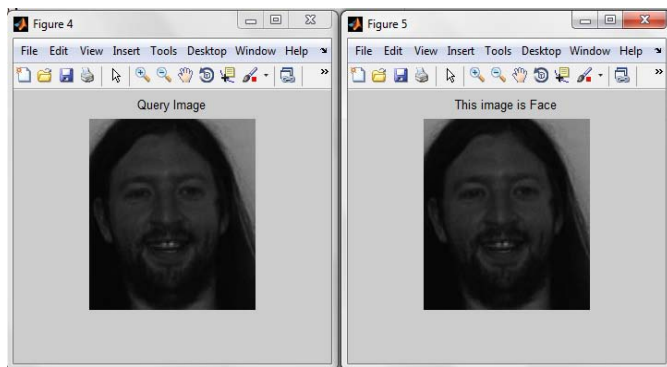 Figure 4
File Edit View Insert Tools Desktop Window Help
Query Image
Figure 5
File Edit View Insert Tools Desktop Window Help
This image is Face